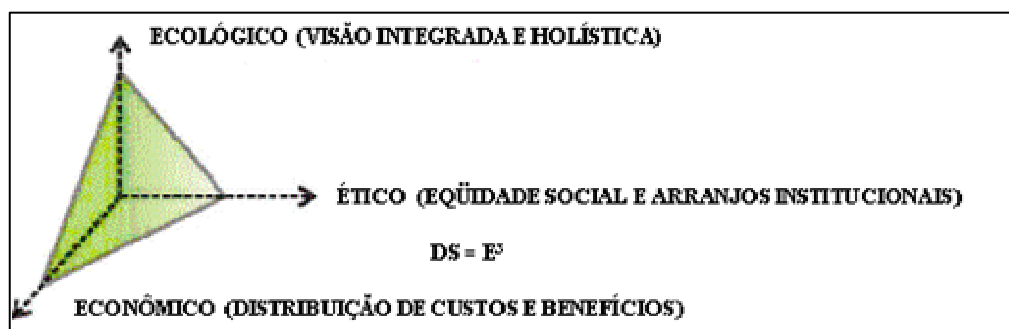 ECOLÓGICO (VISÃO INTEGRADA E HOLÍSTICA)
ÉTICO (EQÜIDADE SOCIAL E ARRANJOS INSTITUCIONAIS)
DS = E³
ECONÔMICO (DISTRIBUIÇÃO DE CUSTOS E BENEFÍCIOS)